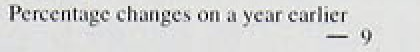 Percentage changes on a year earlier
— 9